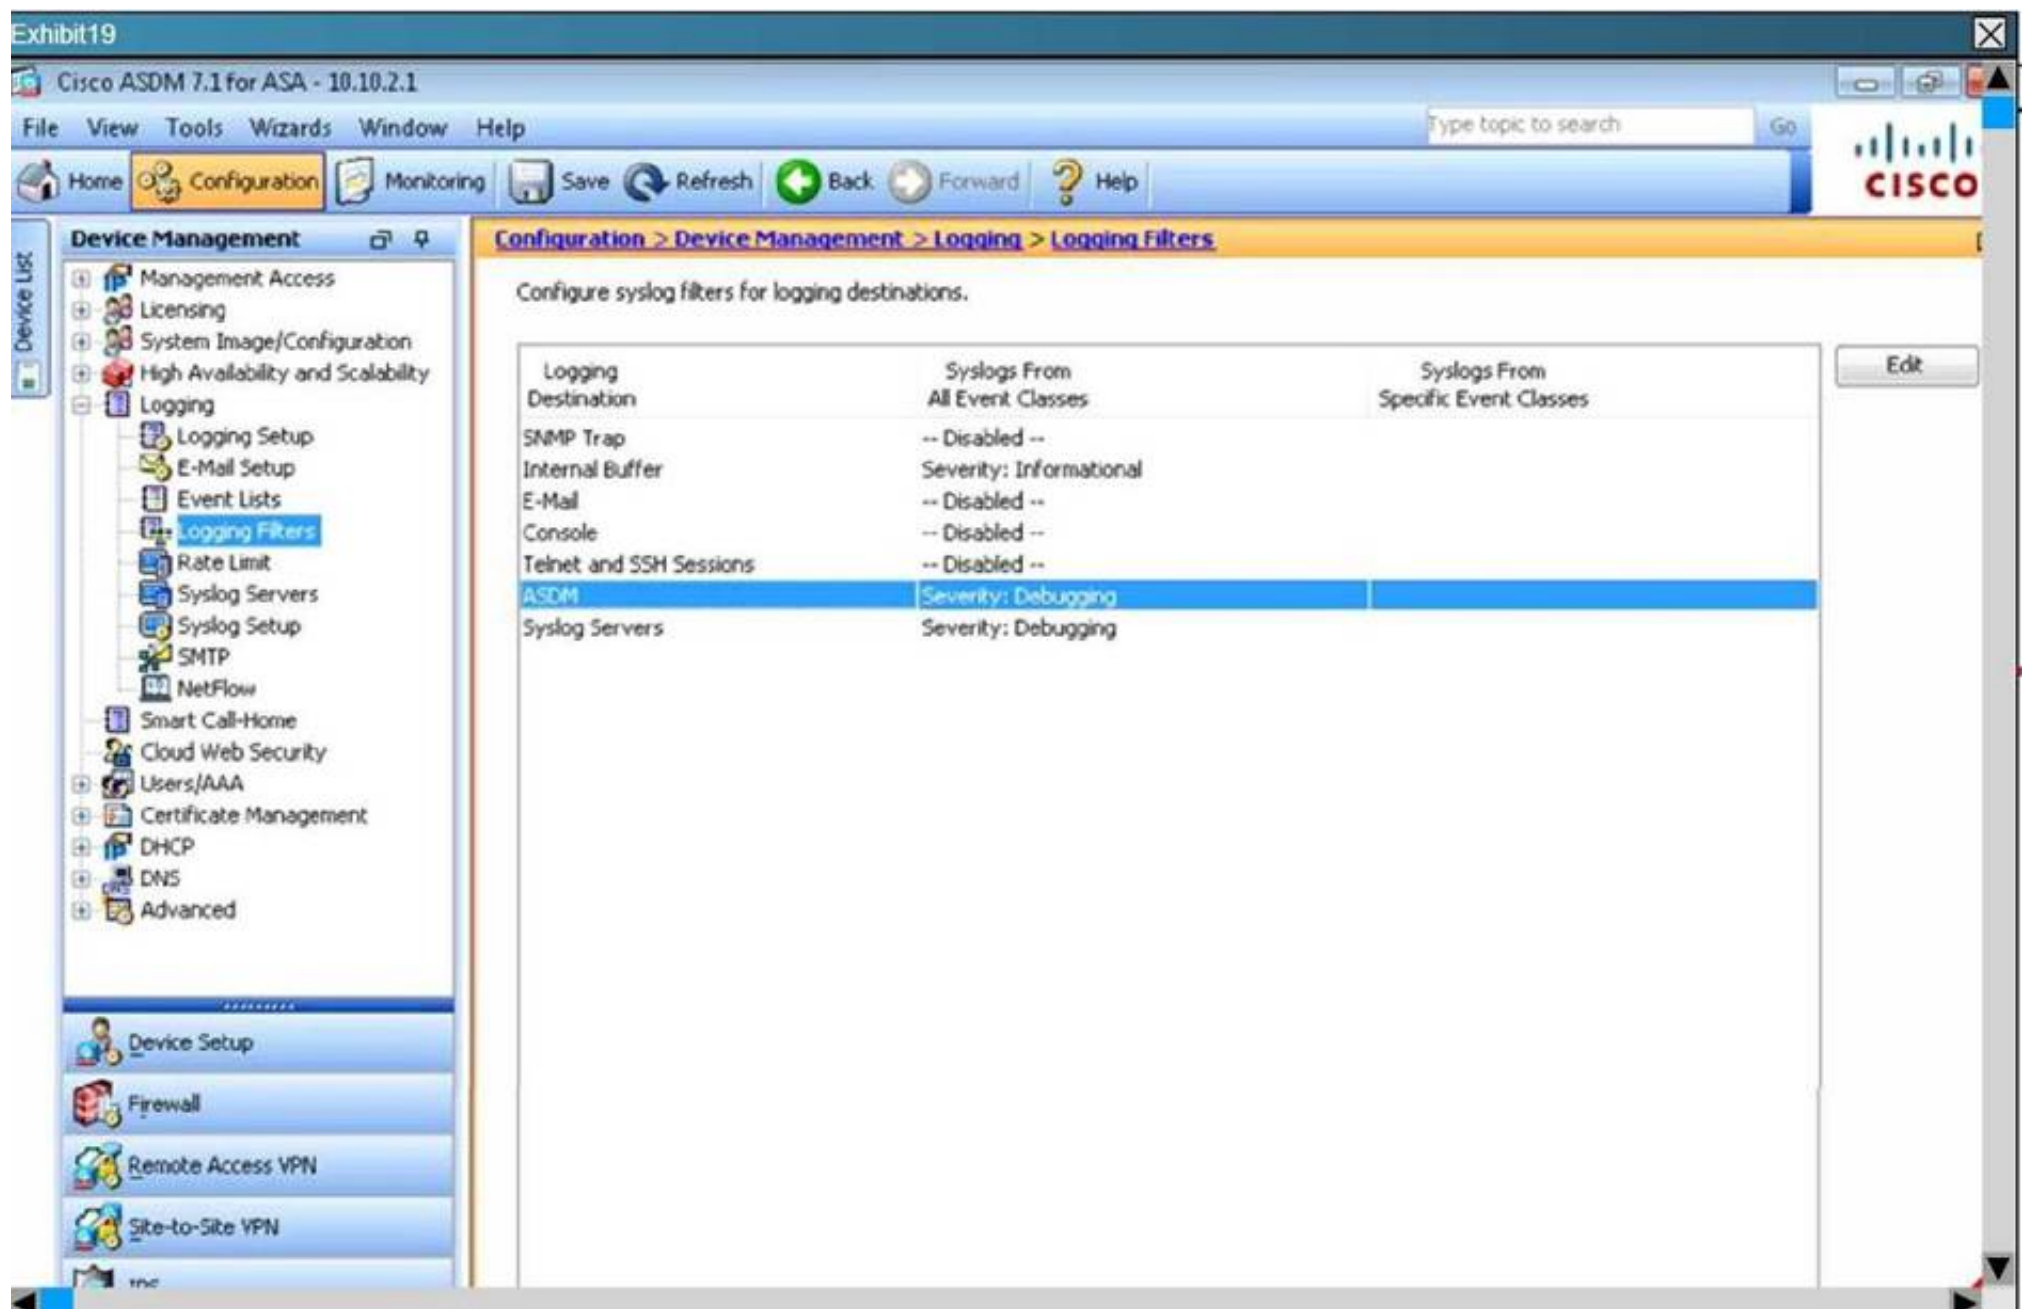 Exhibit19
Cisco ASDM 7.1 for ASA - 10.10.2.1
File View Tools Wizards Window Help
Type topic to search Go
Home Configuration Monitoring Save Refresh Back Forward Help
CISCO
Device List
Device Management
Management Access
Licensing
System Image/Configuration
High Availability and Scalability
Logging
Logging Setup
E-Mail Setup
Event Lists
Logging Filters
Rate Limit
Syslog Servers
Syslog Setup
SMTP
NetFlow
Smart Call-Home
Cloud Web Security
Users/AAA
Certificate Management
DHCP
DNS
Advanced
Device Setup
Firewall
Remote Access VPN
Site-to-Site VPN
Configuration > Device Management > Logging > Logging Filters
Configure syslog filters for logging destinations.
Logging Destination Syslogs From All Event Classes Syslogs From Specific Event Classes
SNMP Trap -- Disabled --
Internal Buffer Severity: Informational
E-Mail -- Disabled --
Console -- Disabled --
Telnet and SSH Sessions -- Disabled --
ASDM Severity: Debugging
Syslog Servers Severity: Debugging
Edit